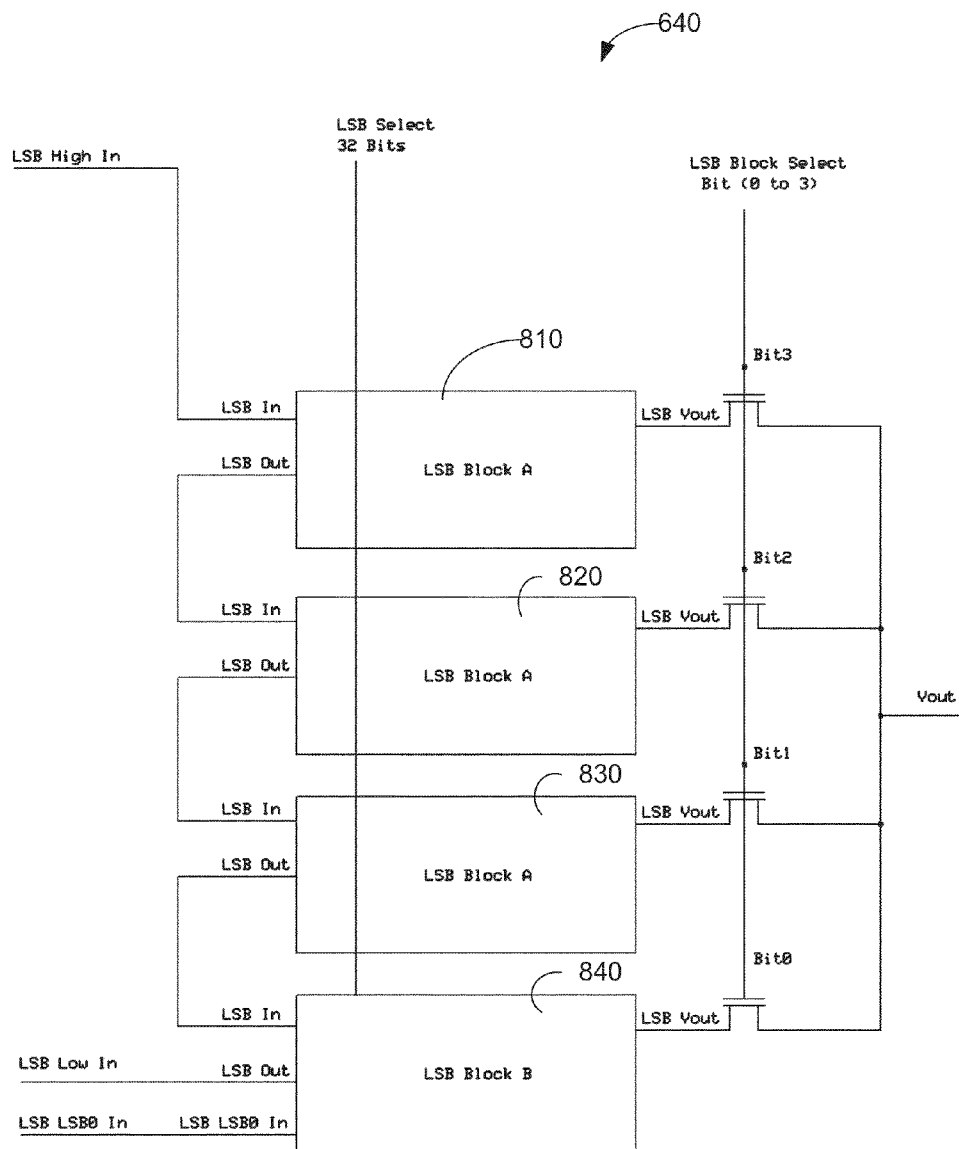 640
LSB Select
32 Bits
LSB High In
LSB Block Select
Bit (0 to 3)
810
Bit3
LSB In
LSB Vout
LSB Out
LSB Block A
Bit2
820
LSB In
LSB Vout
LSB Out
LSB Block A
Vout
Bit1
830
LSB In
LSB Vout
LSB Out
LSB Block A
Bit0
840
LSB In
LSB Vout
LSB Low In
LSB Out
LSB Block B
LSB LSB0 In
LSB LSB0 In